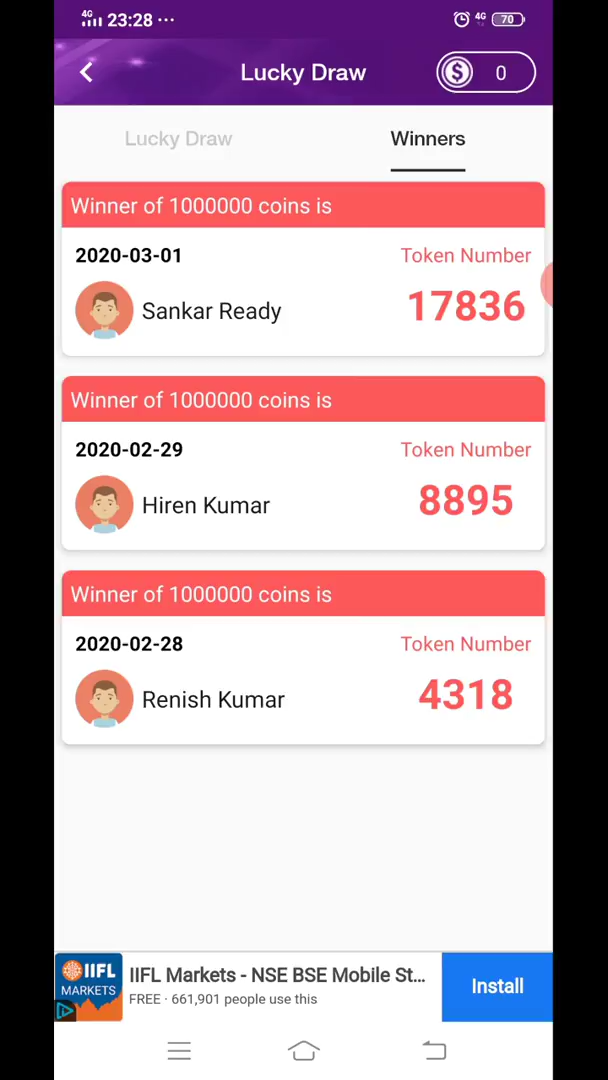 4G 23:28 ··· 4G 70
Lucky Draw $ 0
Lucky Draw Winners
Winner of 1000000 coins is
2020-03-01 Token Number
Sankar Ready 17836
Winner of 1000000 coins is
2020-02-29 Token Number
Hiren Kumar 8895
Winner of 1000000 coins is
2020-02-28 Token Number
Renish Kumar 4318
IIFL MARKETS
IIFL Markets - NSE BSE Mobile St...
FREE · 661,901 people use this
Install